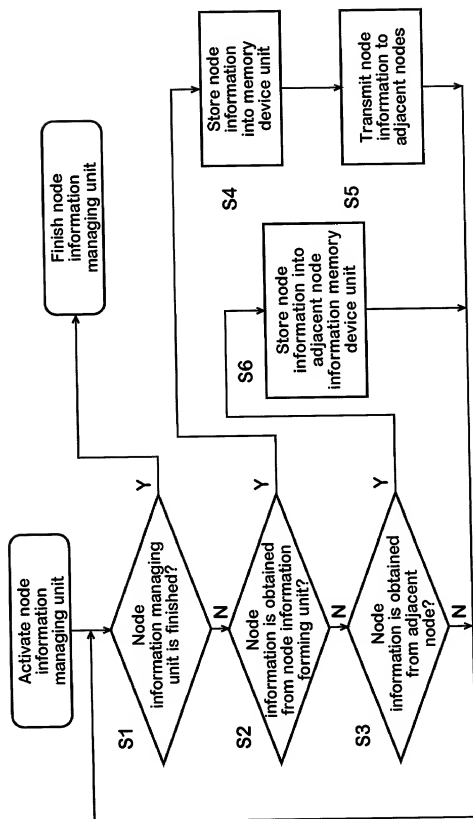 Activate node
information
managing unit
Finish node
information
managing unit
S1
Node
information managing
unit is finished?
Y
N
S2
Node
information is obtained
from node information
forming unit?
Y
N
S3
Node
information is obtained
from adjacent
node?
Y
N
S4
Store node
information
into memory
device unit
S5
Transmit node
information to
adjacent nodes
S6
Store node
information into
adjacent node
information memory
device unit